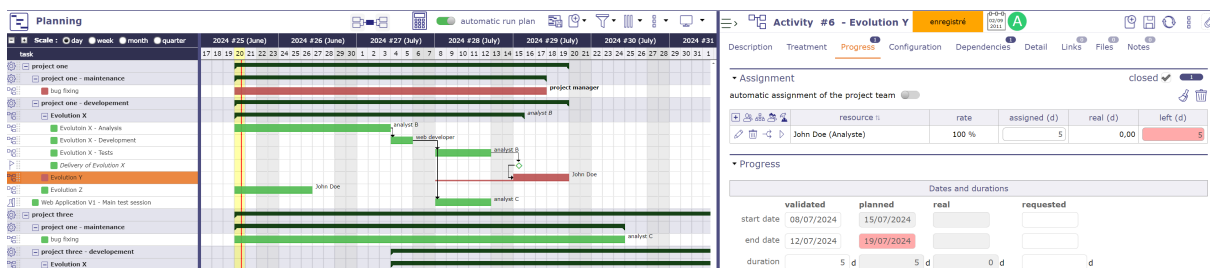 Planning
automatic run plan
Scale : day week month quarter
2024 #25 (June) 2024 #26 (June) 2024 #27 (July) 2024 #28 (July) 2024 #29 (July) 2024 #30 (July) 2024 #31
task
17 18 19 20 21 22 23 24 25 26 27 28 29 30 1 2 3 4 5 6 7 8 9 10 11 12 13 14 15 16 17 18 19 20 21 22 23 24 25 26 27 28 29 30 31 1
project one
project one - maintenance
bug fixing
project manager
project one - developement
Evolution X
analyst B
Evolutoin X - Analysis
analyst B
Evolution X - Development
web developer
Evolution X - Tests
analyst B
Delivery of Evolution X
Evolution Y
John Doe
Evolution Z
John Doe
Web Application V1 - Main test session
analyst C
project three
project one - maintenance
bug fixing
analyst C
project three - developement
Evolution X
Activity #6 - Evolution Y
enregistré
02/09
2011
A
Description Treatment Progress 1 Configuration Dependencies 1 Detail Links 0 Files 0 Notes 0
Assignment
closed 1
automatic assignment of the project team
resource rate assigned (d) real (d) left (d)
John Doe (Analyste) 100 % 5 0,00 5
Progress
Dates and durations
validated planned real requested
start date 08/07/2024 15/07/2024
end date 12/07/2024 19/07/2024
duration 5 d 5 d 0 d d